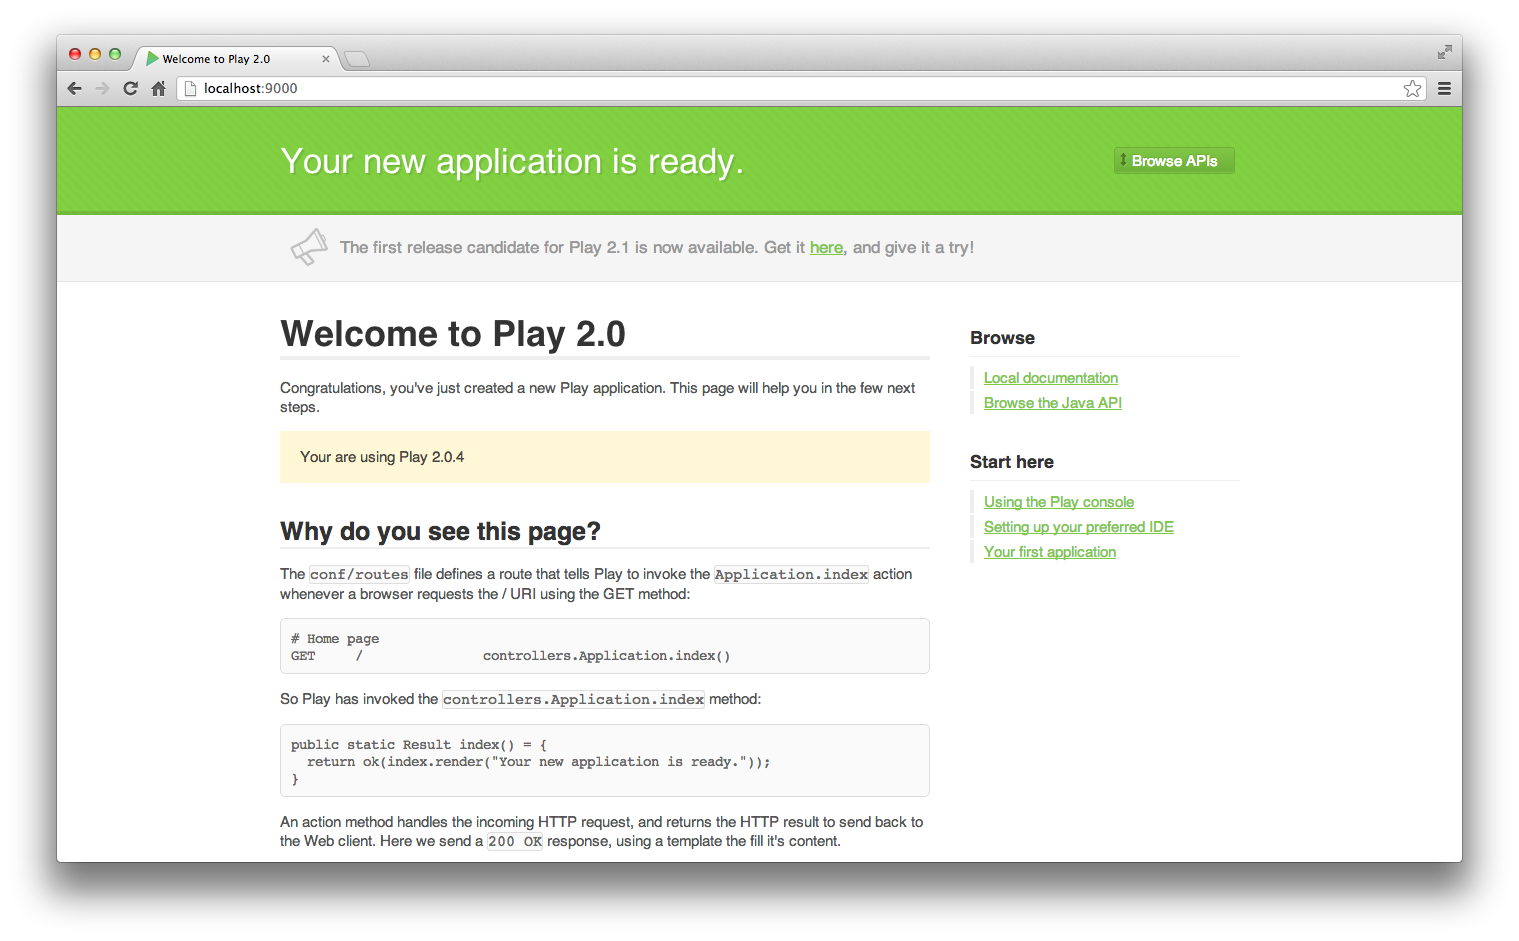 Welcome to Play 2.0
localhost:9000
Your new application is ready.
Browse APIs
The first release candidate for Play 2.1 is now available. Get it here, and give it a try!
Welcome to Play 2.0
Congratulations, you've just created a new Play application. This page will help you in the few next
steps.
Your are using Play 2.0.4
Why do you see this page?
The conf/routes file defines a route that tells Play to invoke the Application.index action
whenever a browser requests the / URI using the GET method:
# Home page
GET     /               controllers.Application.index()
So Play has invoked the controllers.Application.index method:
public static Result index() = {
  return ok(index.render("Your new application is ready."));
}
An action method handles the incoming HTTP request, and returns the HTTP result to send back to
the Web client. Here we send a 200 OK response, using a template the fill it's content.
Browse
Local documentation
Browse the Java API
Start here
Using the Play console
Setting up your preferred IDE
Your first application